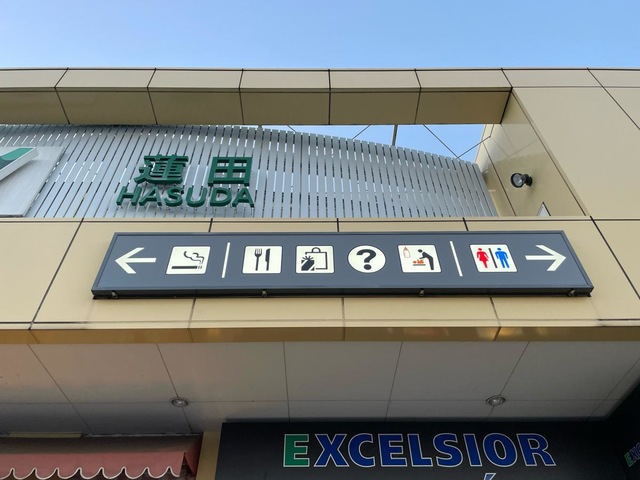 蓮田
HASUDA
?
EXCELSIOR